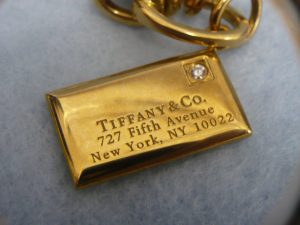 TIFFANY & CO.
727 Fifth Avenue
New York, NY 10022